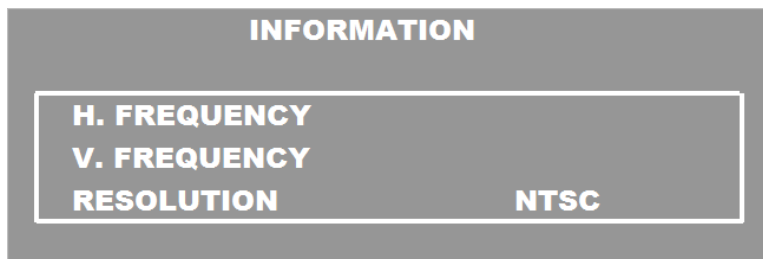 INFORMATION
H. FREQUENCY
V. FREQUENCY
RESOLUTION NTSC